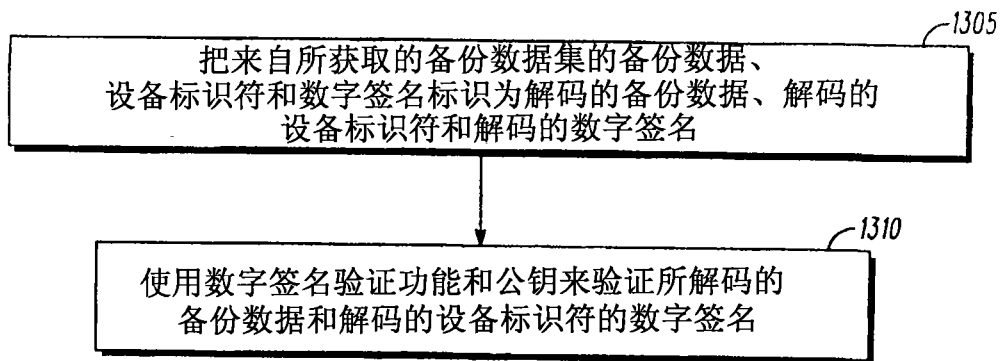 1305
把来自所获取的备份数据集的备份数据、
设备标识符和数字签名标识为解码的备份数据、解码的
设备标识符和解码的数字签名
1310
使用数字签名验证功能和公钥来验证所解码的
备份数据和解码的设备标识符的数字签名